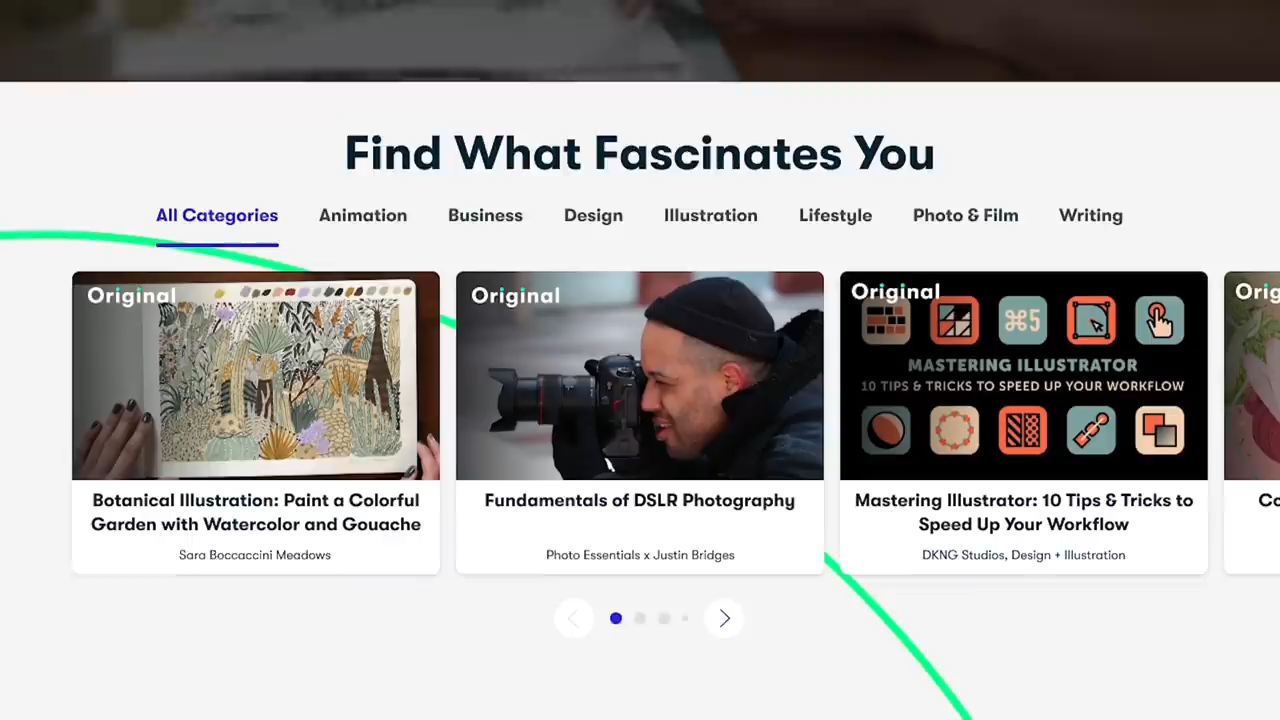 Find What Fascinates You
All Categories Animation Business Design Illustration Lifestyle Photo & Film Writing
Original
Original
Original
Orig
⌘5
MASTERING ILLUSTRATOR
10 TIPS & TRICKS TO SPEED UP YOUR WORKFLOW
Botanical Illustration: Paint a Colorful
Garden with Watercolor and Gouache
Sara Boccaccini Meadows
Fundamentals of DSLR Photography
Photo Essentials x Justin Bridges
Mastering Illustrator: 10 Tips & Tricks to
Speed Up Your Workflow
DKNG Studios, Design + Illustration
Co